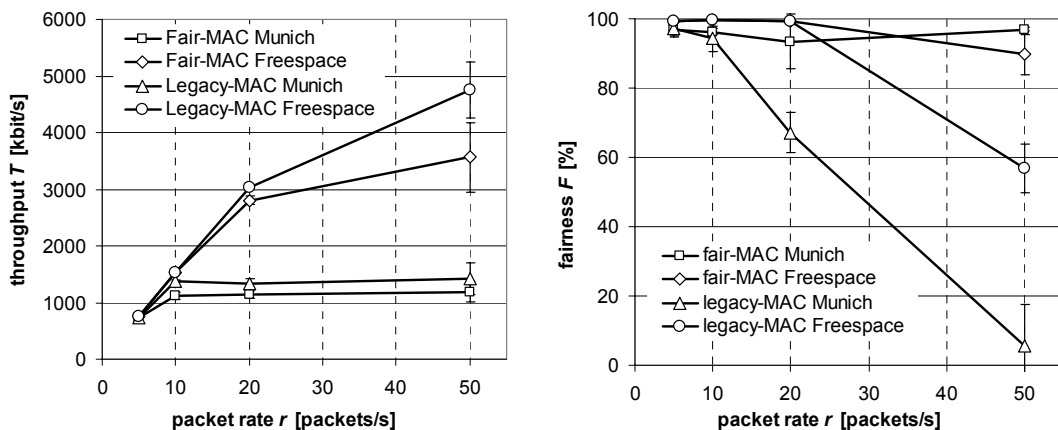 6000
5000
4000
3000
2000
1000
0
throughput T [kbit/s]
Fair-MAC Munich
Fair-MAC Freespace
Legacy-MAC Munich
Legacy-MAC Freespace
0 10 20 30 40 50
packet rate r [packets/s]
100
80
60
40
20
0
fairness F [%]
fair-MAC Munich
fair-MAC Freespace
legacy-MAC Munich
legacy-MAC Freespace
0 10 20 30 40 50
packet rate r [packets/s]